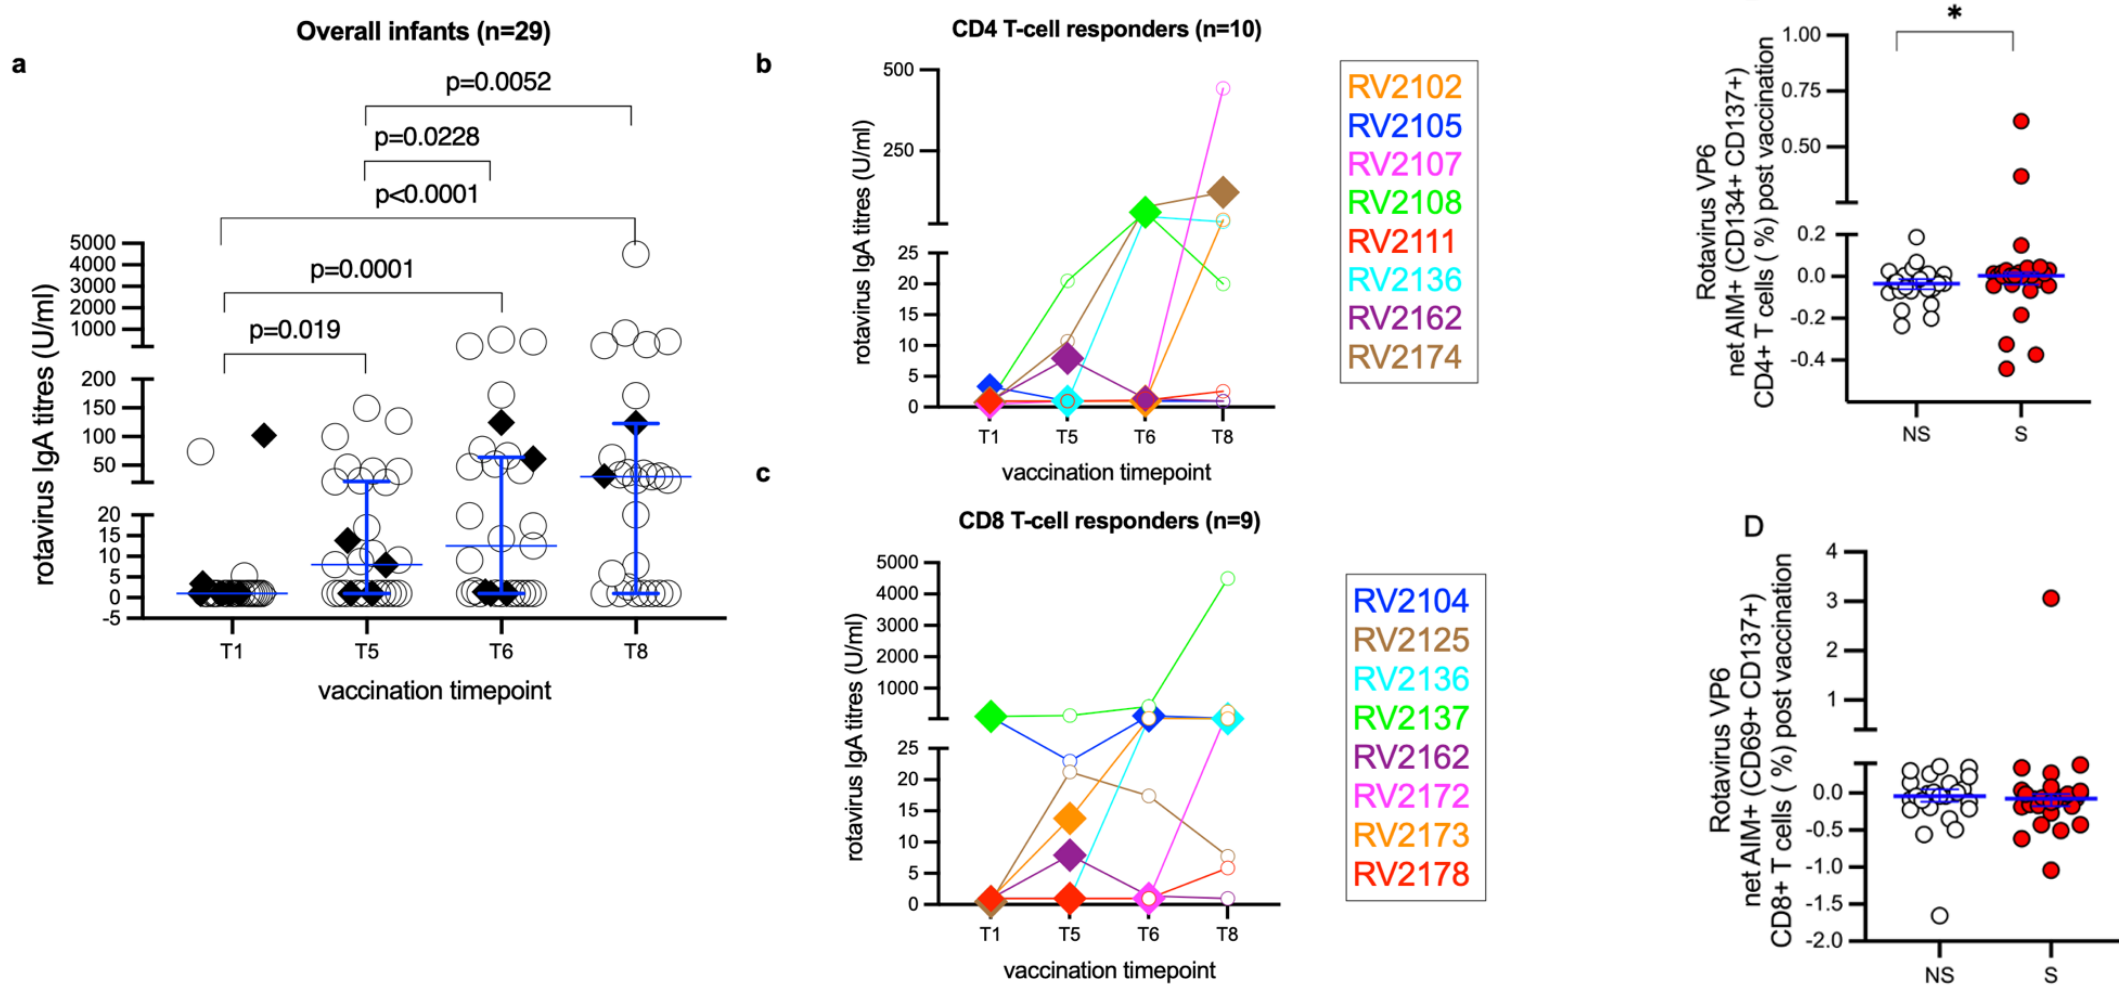 a
Overall infants (n=29)
p=0.0052
p=0.0228
p<0.0001
p=0.0001
p=0.019
rotavirus IgA titres (U/ml)
5000
4000
3000
2000
1000
200
150
100
50
20
15
10
5
0
-5
T1 T5 T6 T8
vaccination timepoint
b
CD4 T-cell responders (n=10)
rotavirus IgA titres (U/ml)
500
250
25
20
15
10
5
0
T1 T5 T6 T8
vaccination timepoint
RV2102
RV2105
RV2107
RV2108
RV2111
RV2136
RV2162
RV2174
c
CD8 T-cell responders (n=9)
rotavirus IgA titres (U/ml)
5000
4000
3000
2000
1000
25
20
15
10
5
0
T1 T5 T6 T8
vaccination timepoint
RV2104
RV2125
RV2136
RV2137
RV2162
RV2172
RV2173
RV2178
*
Rotavirus VP6
net AIM+ (CD134+ CD137+)
CD4+ T cells ( %) post vaccination
1.00
0.75
0.50
0.2
0.0
-0.2
-0.4
NS S
D
Rotavirus VP6
net AIM+ (CD69+ CD137+)
CD8+ T cells ( %) post vaccination
4
3
2
1
0.0
-0.5
-1.0
-1.5
-2.0
NS S